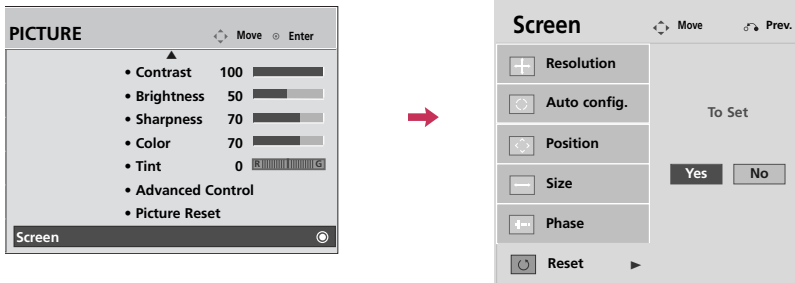 PICTURE
Move
Enter
• Contrast 100
• Brightness 50
• Sharpness 70
• Color 70
• Tint 0 R G
• Advanced Control
• Picture Reset
Screen
Screen
Move
Prev.
Resolution
Auto config.
Position
Size
Phase
Reset
To Set
Yes
No